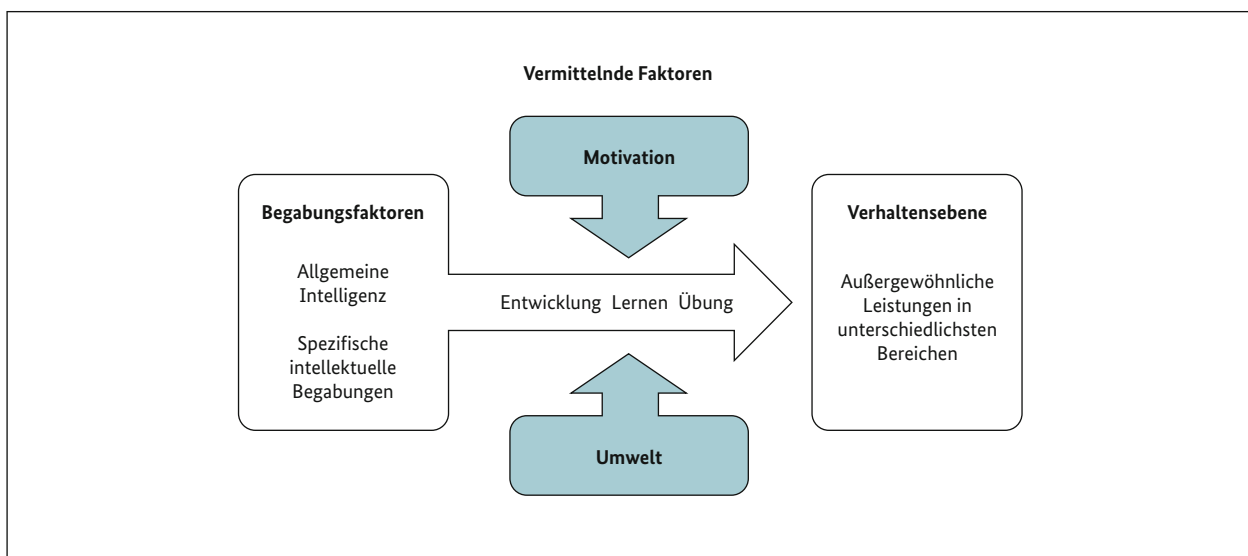 Vermittelnde Faktoren
Motivation
Begabungsfaktoren
Allgemeine
Intelligenz
Spezifische
intellektuelle
Begabungen
Entwicklung Lernen Übung
Verhaltensebene
Außergewöhnliche
Leistungen in
unterschiedlichsten
Bereichen
Umwelt